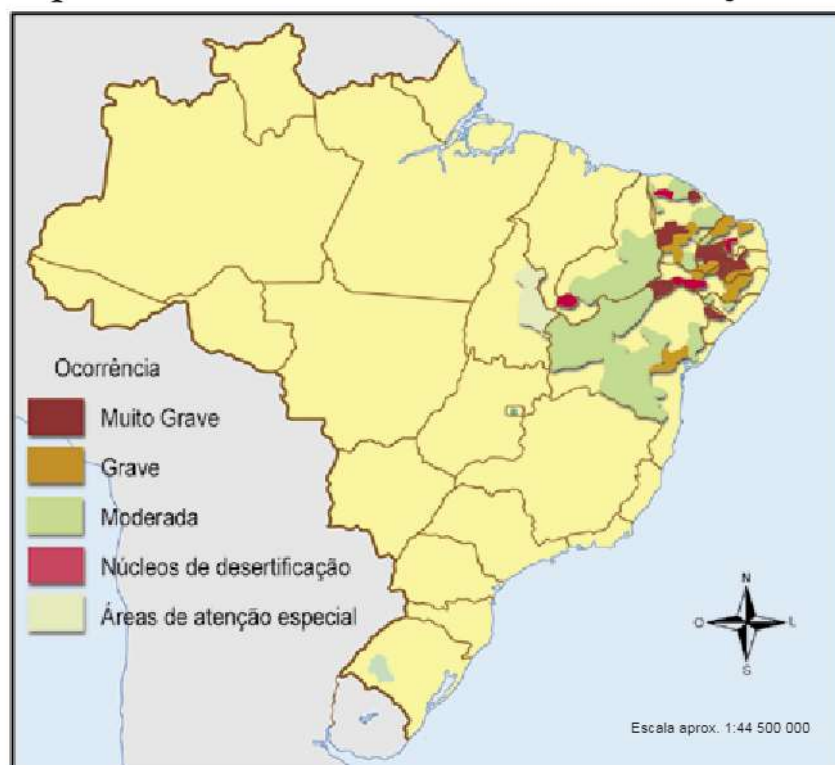 Ocorrência
Muito Grave
Grave
Moderada
Núcleos de desertificação
Áreas de atenção especial
N
O
L
S
Escala aprox. 1:44 500 000